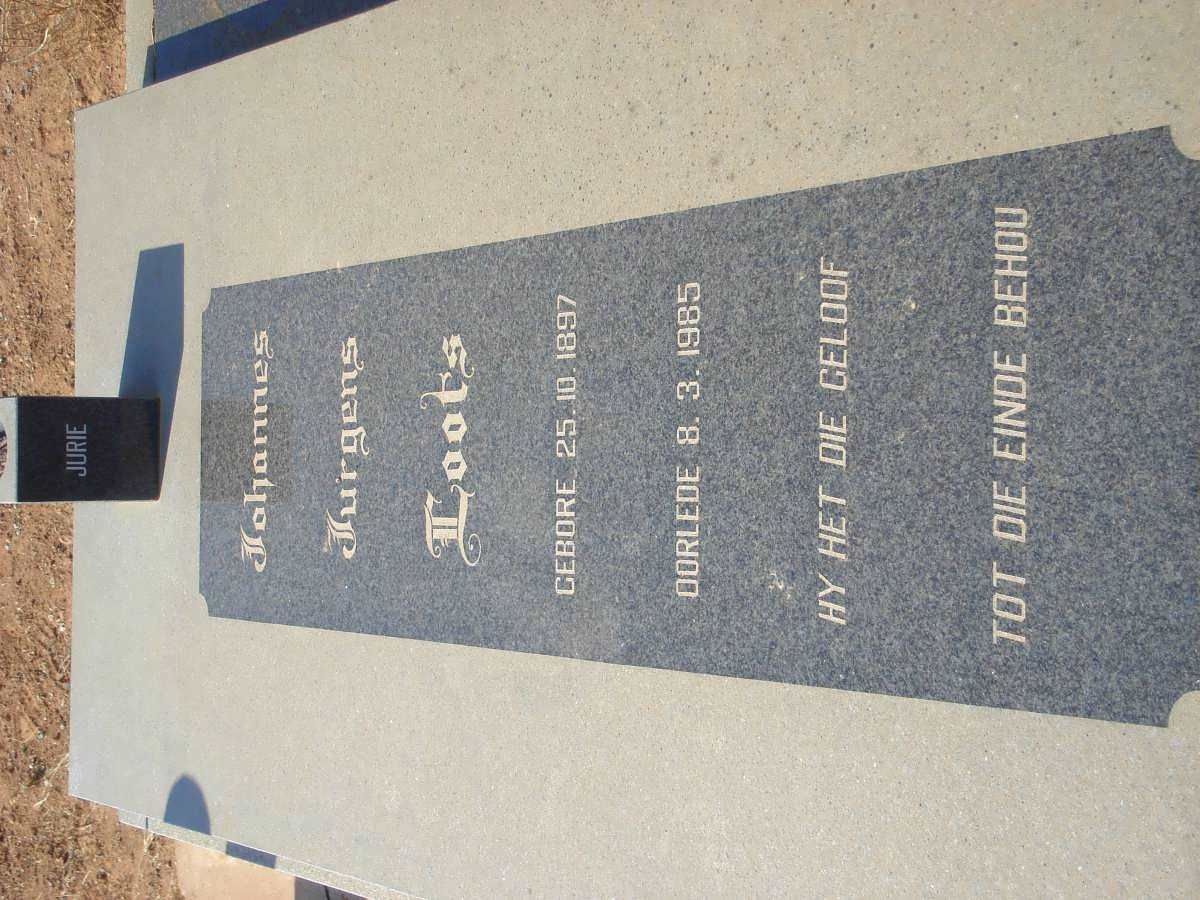 JURIE
Johannes
Jurgens
Loots
GEBORE 25.10.1897
OORLEDE 8.3.1985
HY HET DIE GELOOF
TOT DIE EINDE BEHOU